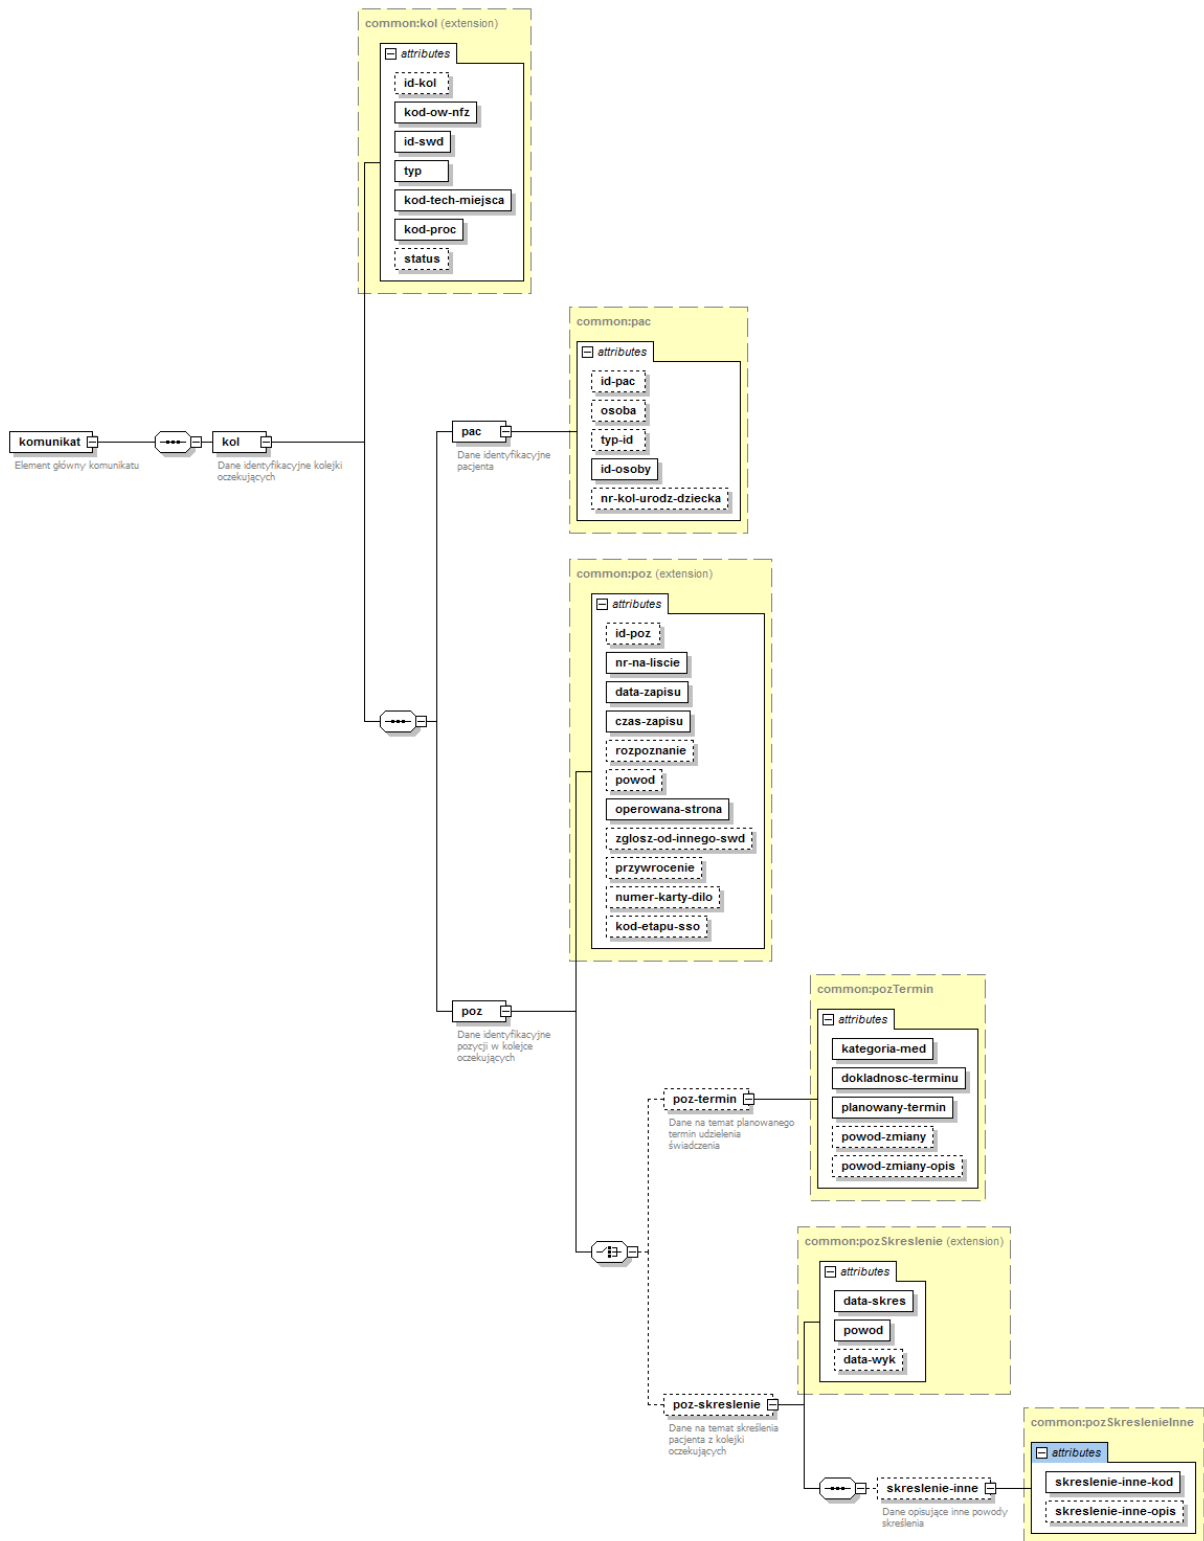 common:kol (extension)
attributes
id-kol
kod-ow-nfz
id-swd
typ
kod-tech-miejsca
kod-proc
status
common:pac
attributes
id-pac
osoba
typ-id
id-osoby
nr-kol-urodz-dziecka
komunikat
Element główny komunikatu
kol
Dane identyfikacyjne kolejki
oczekujących
pac
Dane identyfikacyjne
pacjenta
common:poz (extension)
attributes
id-poz
nr-na-liscie
data-zapisu
czas-zapisu
rozpoznanie
powod
operowana-strona
zglosz-od-innego-swd
przywrocenie
numer-karty-dilo
kod-etapu-sso
poz
Dane identyfikacyjne
pozycji w kolejce
oczekujących
common:pozTermin
attributes
kategoria-med
dokladnosc-terminu
planowany-termin
powod-zmiany
powod-zmiany-opis
poz-termin
Dane na temat planowanego
termin udzielenia
świadczenia
common:pozSkreslenie (extension)
attributes
data-skres
powod
data-wyk
poz-skreslenie
Dane na temat skreślenia
pacjenta z kolejki
oczekujących
common:pozSkreslenieInne
attributes
skreslenie-inne-kod
skreslenie-inne-opis
skreslenie-inne
Dane opisujące inne powody
skreślenia